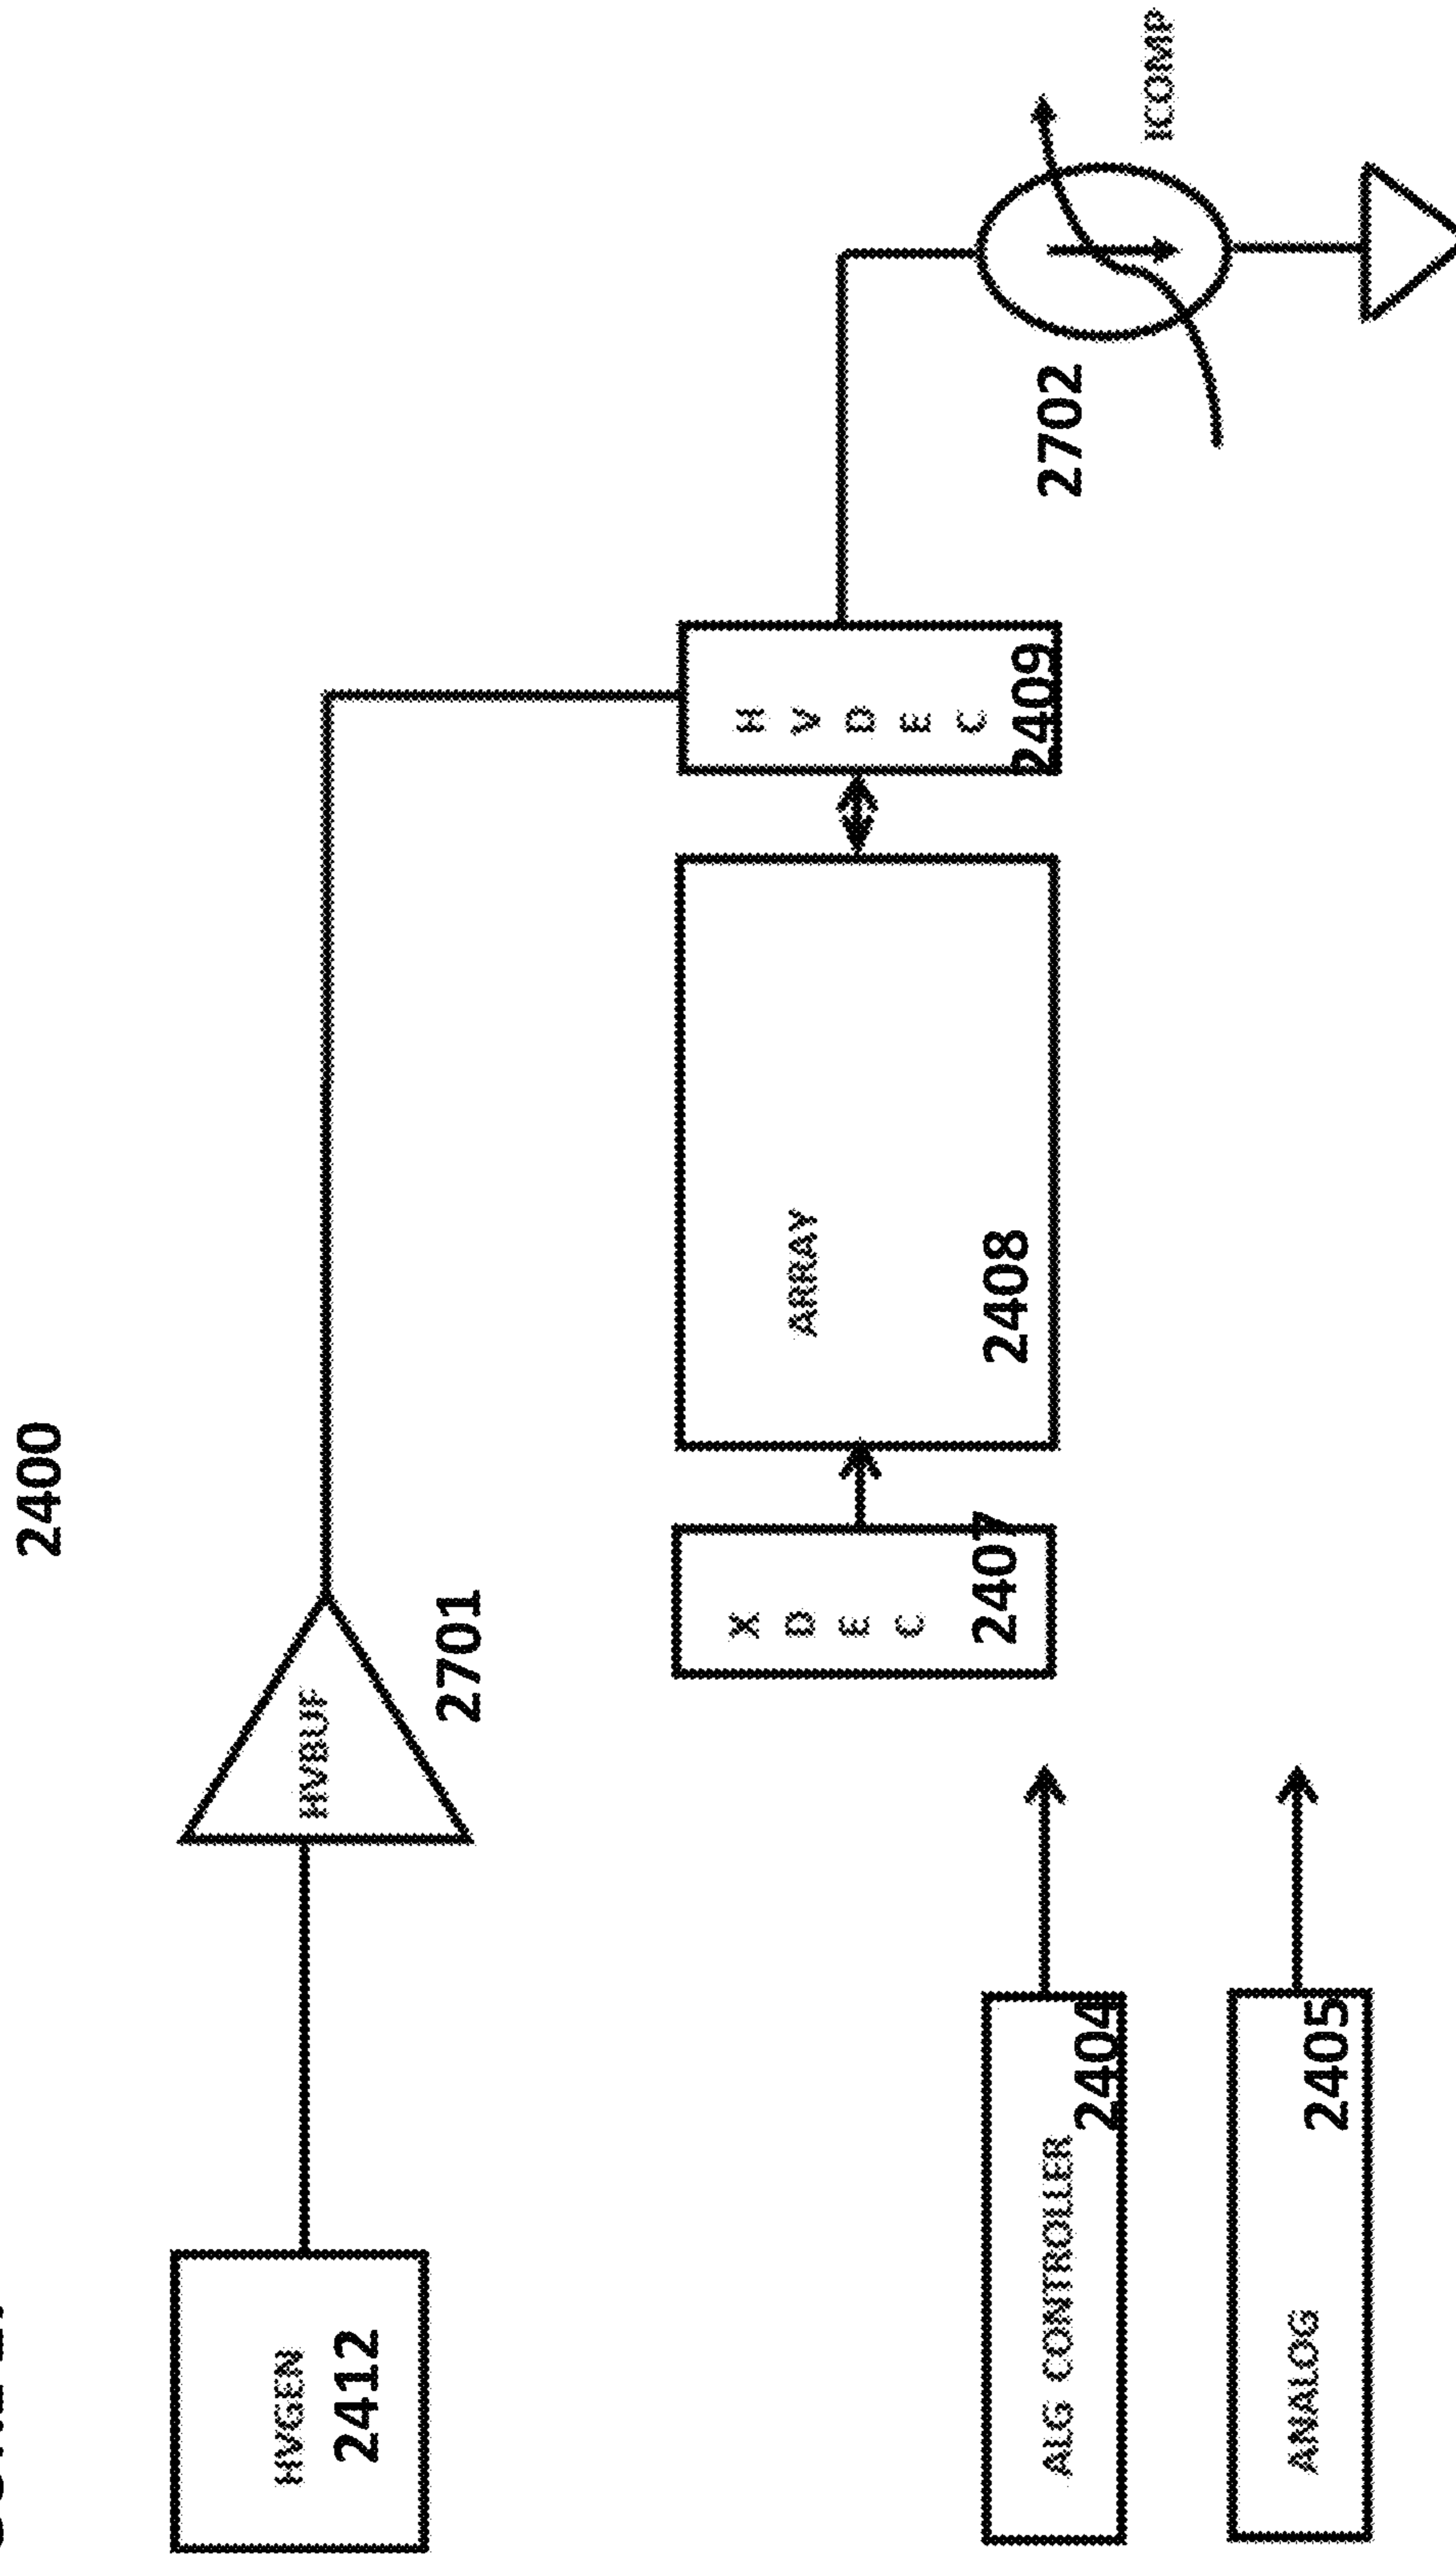 2400
HVGEN
2412
HVBUF
2701
X
D
E
C
2407
ARRAY
2408
H
V
D
E
C
2409
2702
ICOMP
ALG CONTROLLER
2404
ANALOG
2405